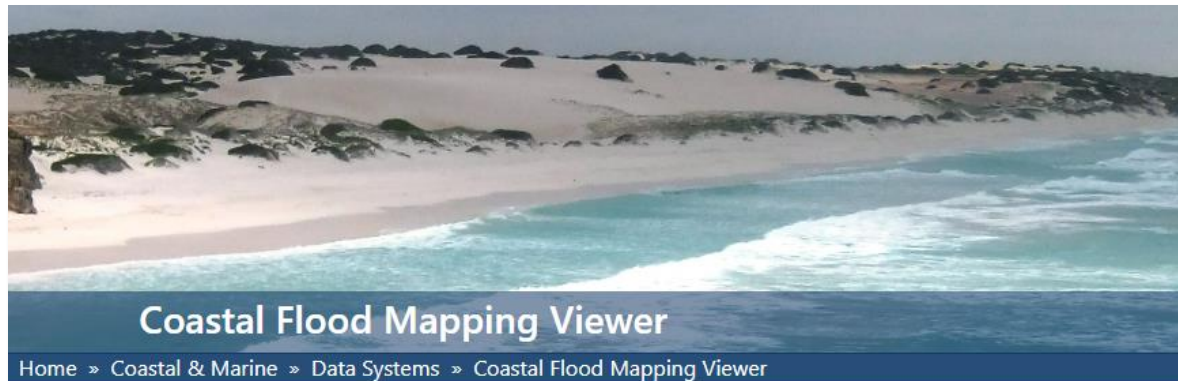 Coastal Flood Mapping Viewer
Home » Coastal & Marine » Data Systems » Coastal Flood Mapping Viewer